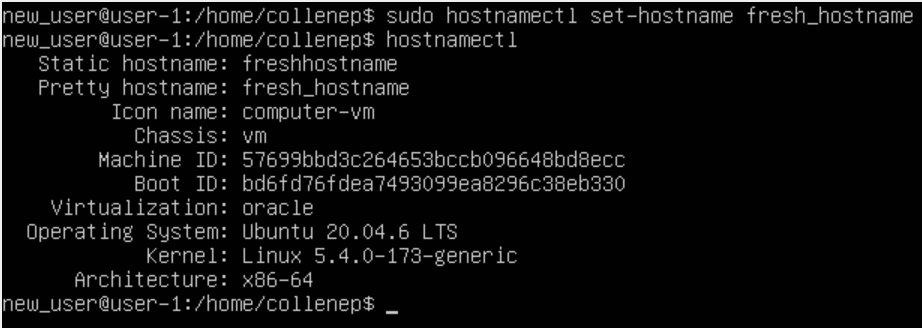 new_user@user-1:/home/collenep$ sudo hostnamectl set-hostname fresh_hostname
new_user@user-1:/home/collenep$ hostnamectl
Static hostname: freshhostname
Pretty hostname: fresh_hostname
Icon name: computer-vm
Chassis: vm
Machine ID: 57699bbd3c264653bccb096648bd8ecc
Boot ID: bd6fd76fdea7493099ea8296c38eb330
Virtualization: oracle
Operating System: Ubuntu 20.04.6 LTS
Kernel: Linux 5.4.0-173-generic
Architecture: x86-64
new_user@user-1:/home/collenep$ _